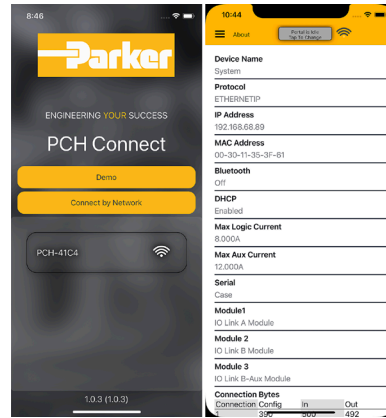 8:46
Parker
ENGINEERING YOUR SUCCESS
PCH Connect
Demo
Connect by Network
PCH-41C4
1.0.3 (1.0.3)
10:44
About
Portal is Idle
Tap To Change
Device Name
System
Protocol
ETHERNETIP
IP Address
192.168.68.89
MAC Address
00-30-11-35-3F-61
Bluetooth
Off
DHCP
Enabled
Max Logic Current
8.000A
Max Aux Current
12.000A
Serial
Case
Module1
IO Link A Module
Module 2
IO Link B Module
Module 3
IO Link B-Aux Module
Connection Bytes
Connection Config In Out
1 390 500 492